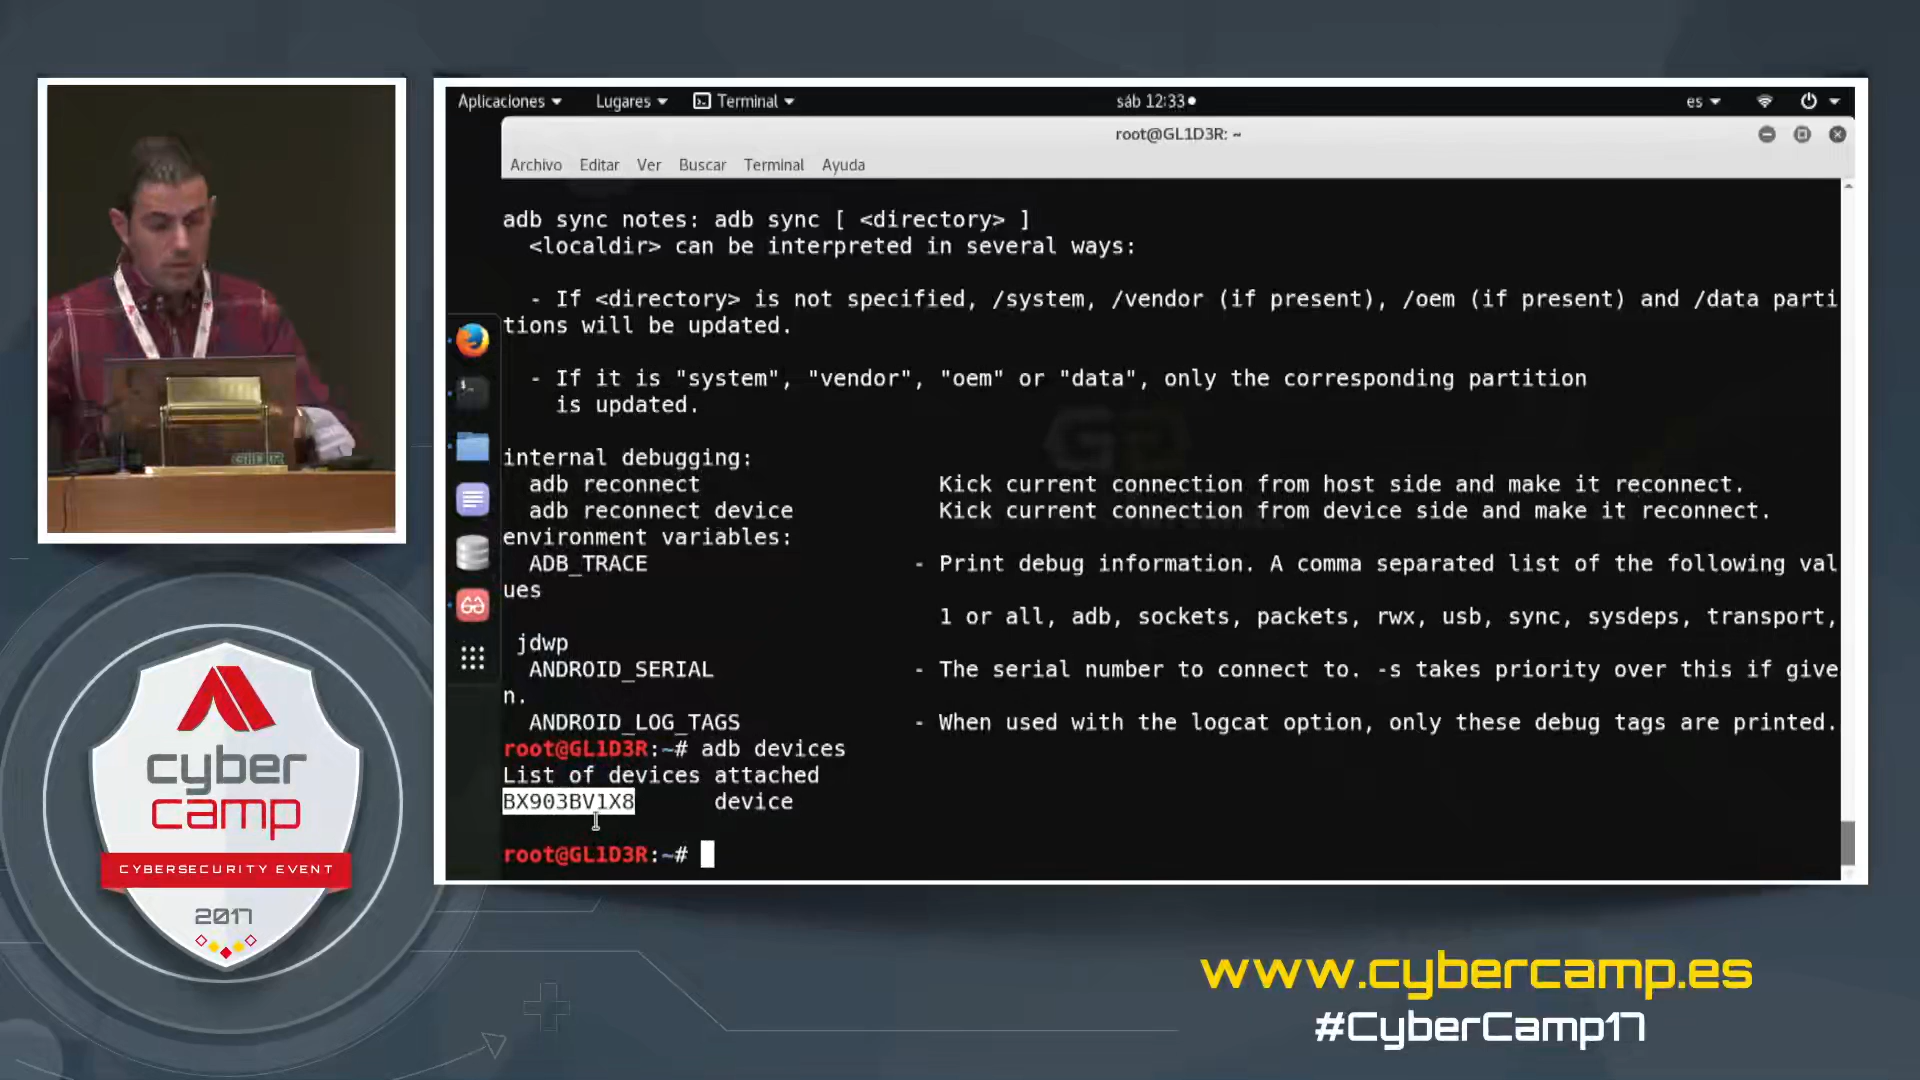 Aplicaciones Lugares Terminal sáb 12:33 es
root@GL1D3R: ~
Archivo Editar Ver Buscar Terminal Ayuda
adb sync notes: adb sync [ <directory> ]
<localdir> can be interpreted in several ways:
- If <directory> is not specified, /system, /vendor (if present), /oem (if present) and /data parti
tions will be updated.
- If it is "system", "vendor", "oem" or "data", only the corresponding partition
is updated.
internal debugging:
adb reconnect Kick current connection from host side and make it reconnect.
adb reconnect device Kick current connection from device side and make it reconnect.
environment variables:
ADB_TRACE - Print debug information. A comma separated list of the following val
ues
1 or all, adb, sockets, packets, rwx, usb, sync, sysdeps, transport,
jdwp
ANDROID_SERIAL - The serial number to connect to. -s takes priority over this if give
n.
ANDROID_LOG_TAGS - When used with the logcat option, only these debug tags are printed.
root@GL1D3R:~# adb devices
List of devices attached
BX903BV1X8 device
root@GL1D3R:~#
cyber
camp
CYBERSECURITY EVENT
2017
www.cybercamp.es
#CyberCamp17